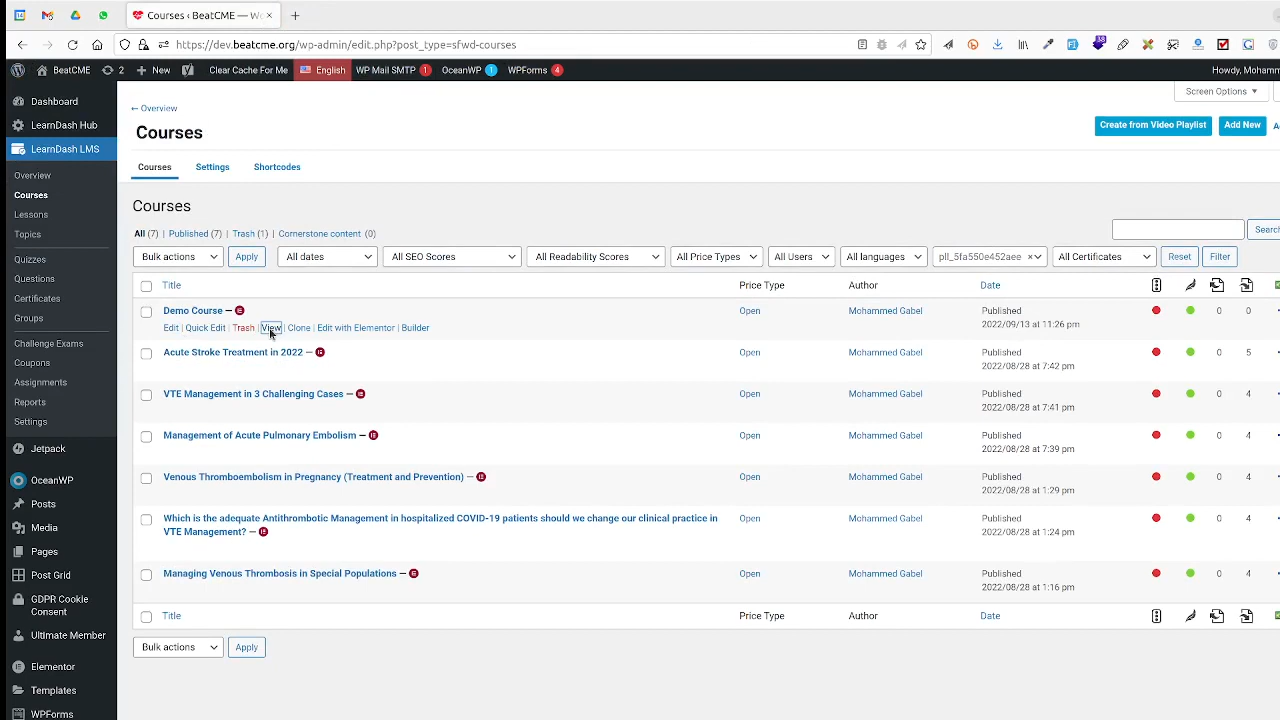 Courses ‹ BeatCME — Wo
https://dev.beatcme.org/wp-admin/edit.php?post_type=sfwd-courses
BeatCME 2 New Clear Cache For Me English WP Mail SMTP 1 OceanWP 1 WPForms 4 Howdy, Mohamm
Dashboard
LearnDash Hub
LearnDash LMS
Overview
Courses
Lessons
Topics
Quizzes
Questions
Certificates
Groups
Challenge Exams
Coupons
Assignments
Reports
Settings
Jetpack
OceanWP
Posts
Media
Pages
Post Grid
GDPR Cookie
Consent
Ultimate Member
Elementor
Templates
WPForms
Screen Options
← Overview
Courses
Create from Video Playlist Add New
Courses Settings Shortcodes
Courses
All (7) | Published (7) | Trash (1) | Cornerstone content (0)
Search
Bulk actions Apply All dates All SEO Scores All Readability Scores All Price Types All Users All languages pll_5fa550e452aee × All Certificates Reset Filter
Title Price Type Author Date
Demo Course — Open Mohammed Gabel Published 0 0
Edit | Quick Edit | Trash | View | Clone | Edit with Elementor | Builder 2022/09/13 at 11:26 pm
Acute Stroke Treatment in 2022 — Open Mohammed Gabel Published 0 5
2022/08/28 at 7:42 pm
VTE Management in 3 Challenging Cases — Open Mohammed Gabel Published 0 4
2022/08/28 at 7:41 pm
Management of Acute Pulmonary Embolism — Open Mohammed Gabel Published 0 4
2022/08/28 at 7:39 pm
Venous Thromboembolism in Pregnancy (Treatment and Prevention) — Open Mohammed Gabel Published 0 4
2022/08/28 at 1:29 pm
Which is the adequate Antithrombotic Management in hospitalized COVID-19 patients should we change our clinical practice in Open Mohammed Gabel Published 0 4
VTE Management? — 2022/08/28 at 1:24 pm
Managing Venous Thrombosis in Special Populations — Open Mohammed Gabel Published 0 4
2022/08/28 at 1:16 pm
Title Price Type Author Date
Bulk actions Apply